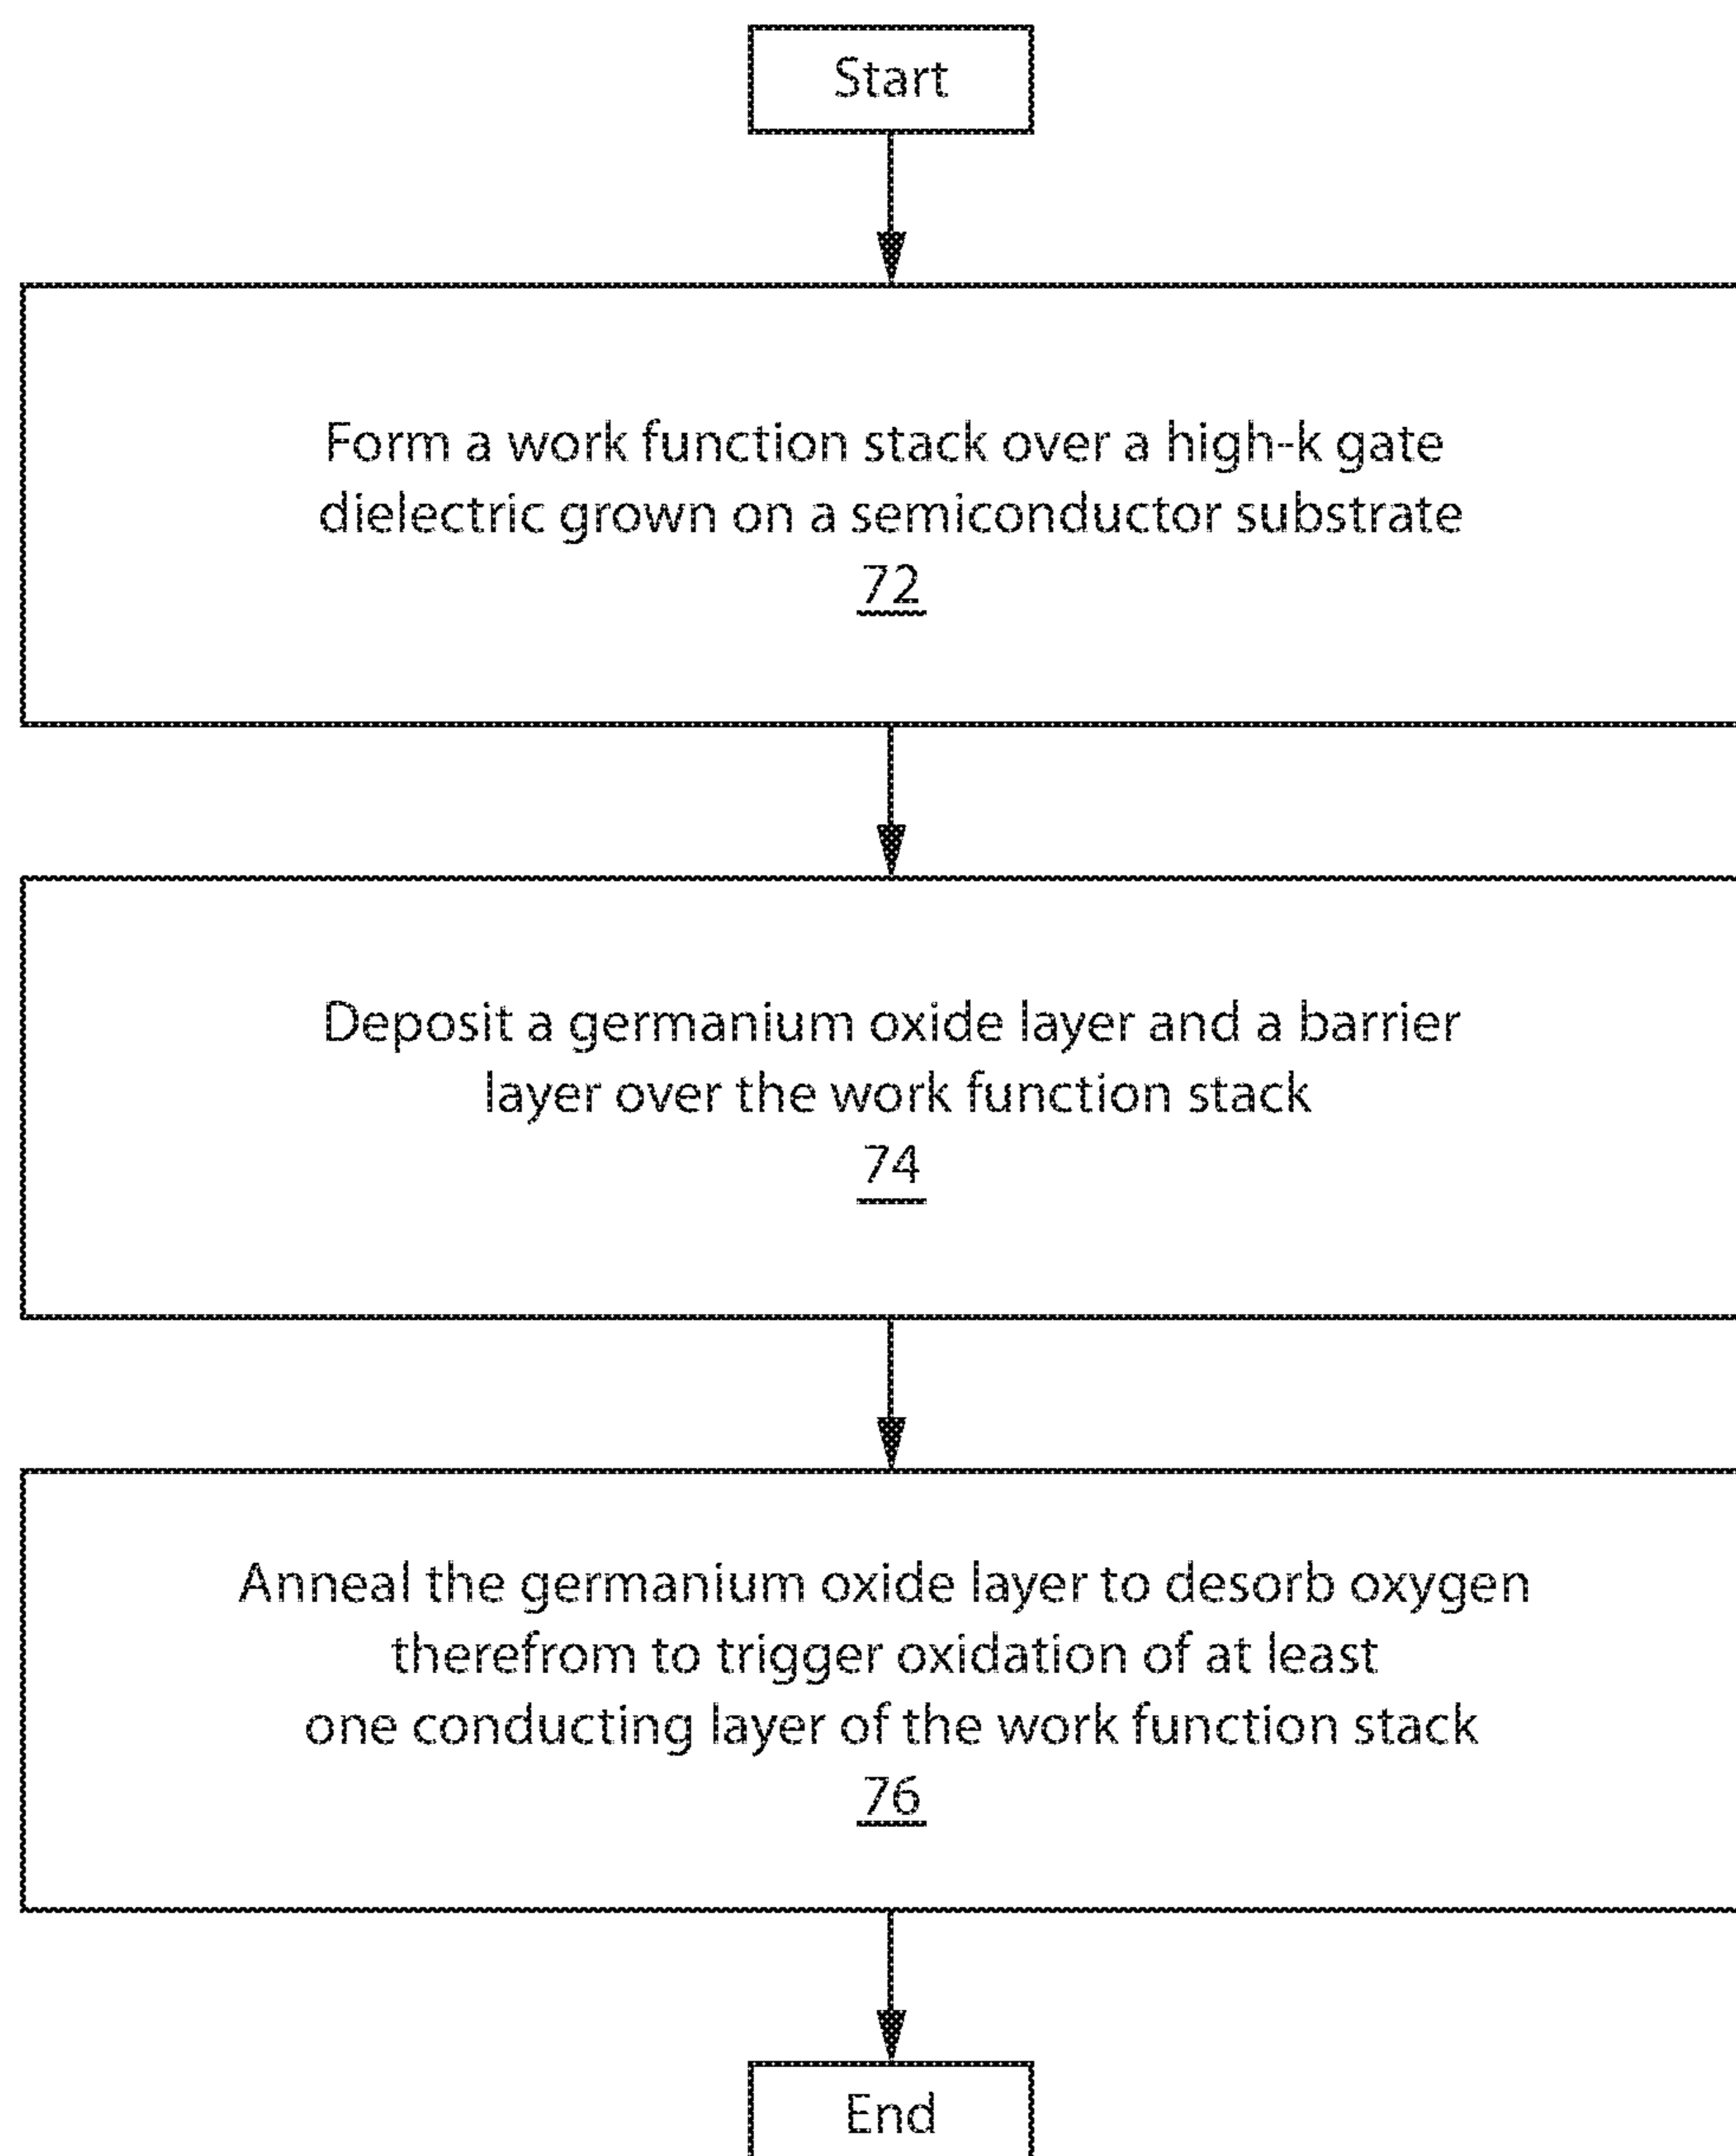 Start
Form a work function stack over a high-k gate
dielectric grown on a semiconductor substrate
72
Deposit a germanium oxide layer and a barrier
layer over the work function stack
74
Anneal the germanium oxide layer to desorb oxygen
therefrom to trigger oxidation of at least
one conducting layer of the work function stack
76
End